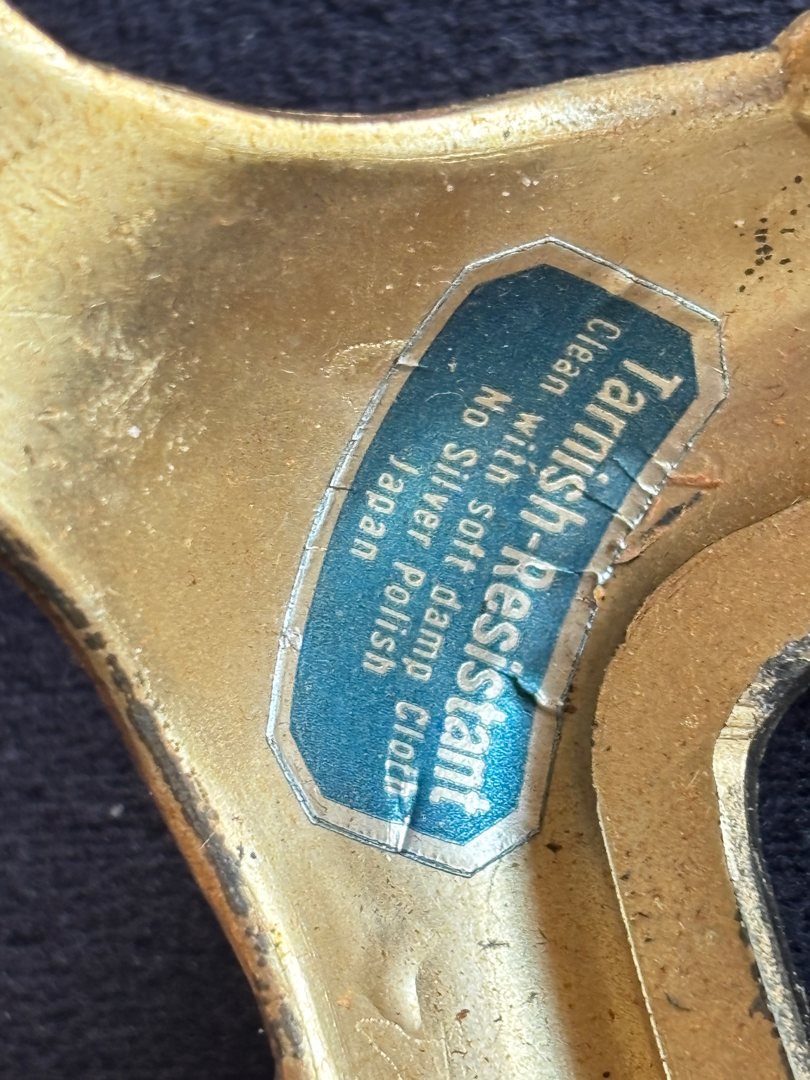 Tarnish-Resistant
Clean with soft damp Cloth
No Silver Polish
Japan